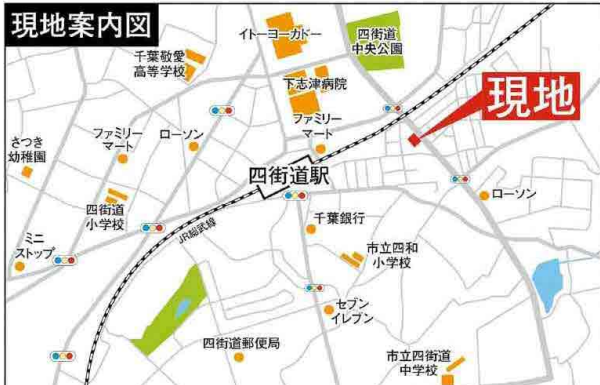 現地案内図
イトーヨーカドー
四街道
中央公園
千葉敬愛
高等学校
下志津病院
現地
ファミリー
マート
ローソン
ファミリー
マート
さつき
幼稚園
四街道駅
ローソン
四街道
小学校
千葉銀行
JR総武線
ミニ
ストップ
市立四和
小学校
セブン
イレブン
四街道郵便局
市立四街道
中学校